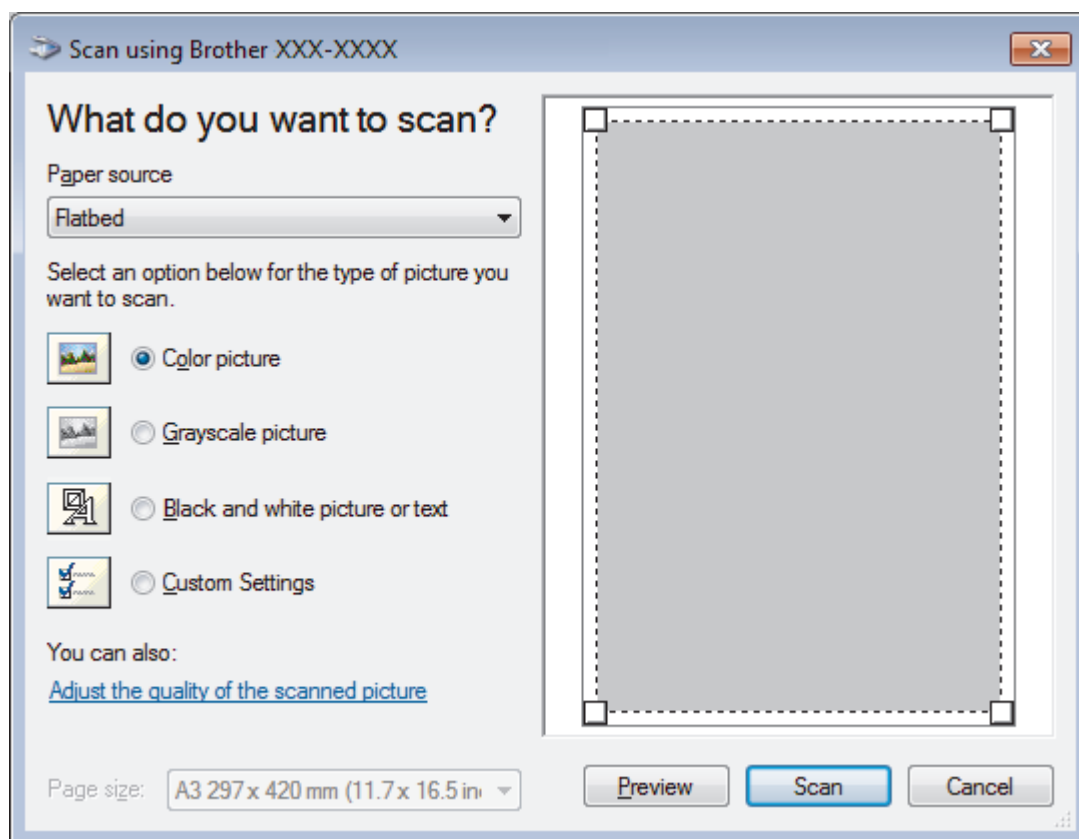 Scan using Brother XXX-XXXX
What do you want to scan?
Paper source
Flatbed
Select an option below for the type of picture you
want to scan.
Color picture
Grayscale picture
Black and white picture or text
Custom Settings
You can also:
Adjust the quality of the scanned picture
Page size: A3 297 x 420 mm (11.7 x 16.5 in
Preview Scan Cancel